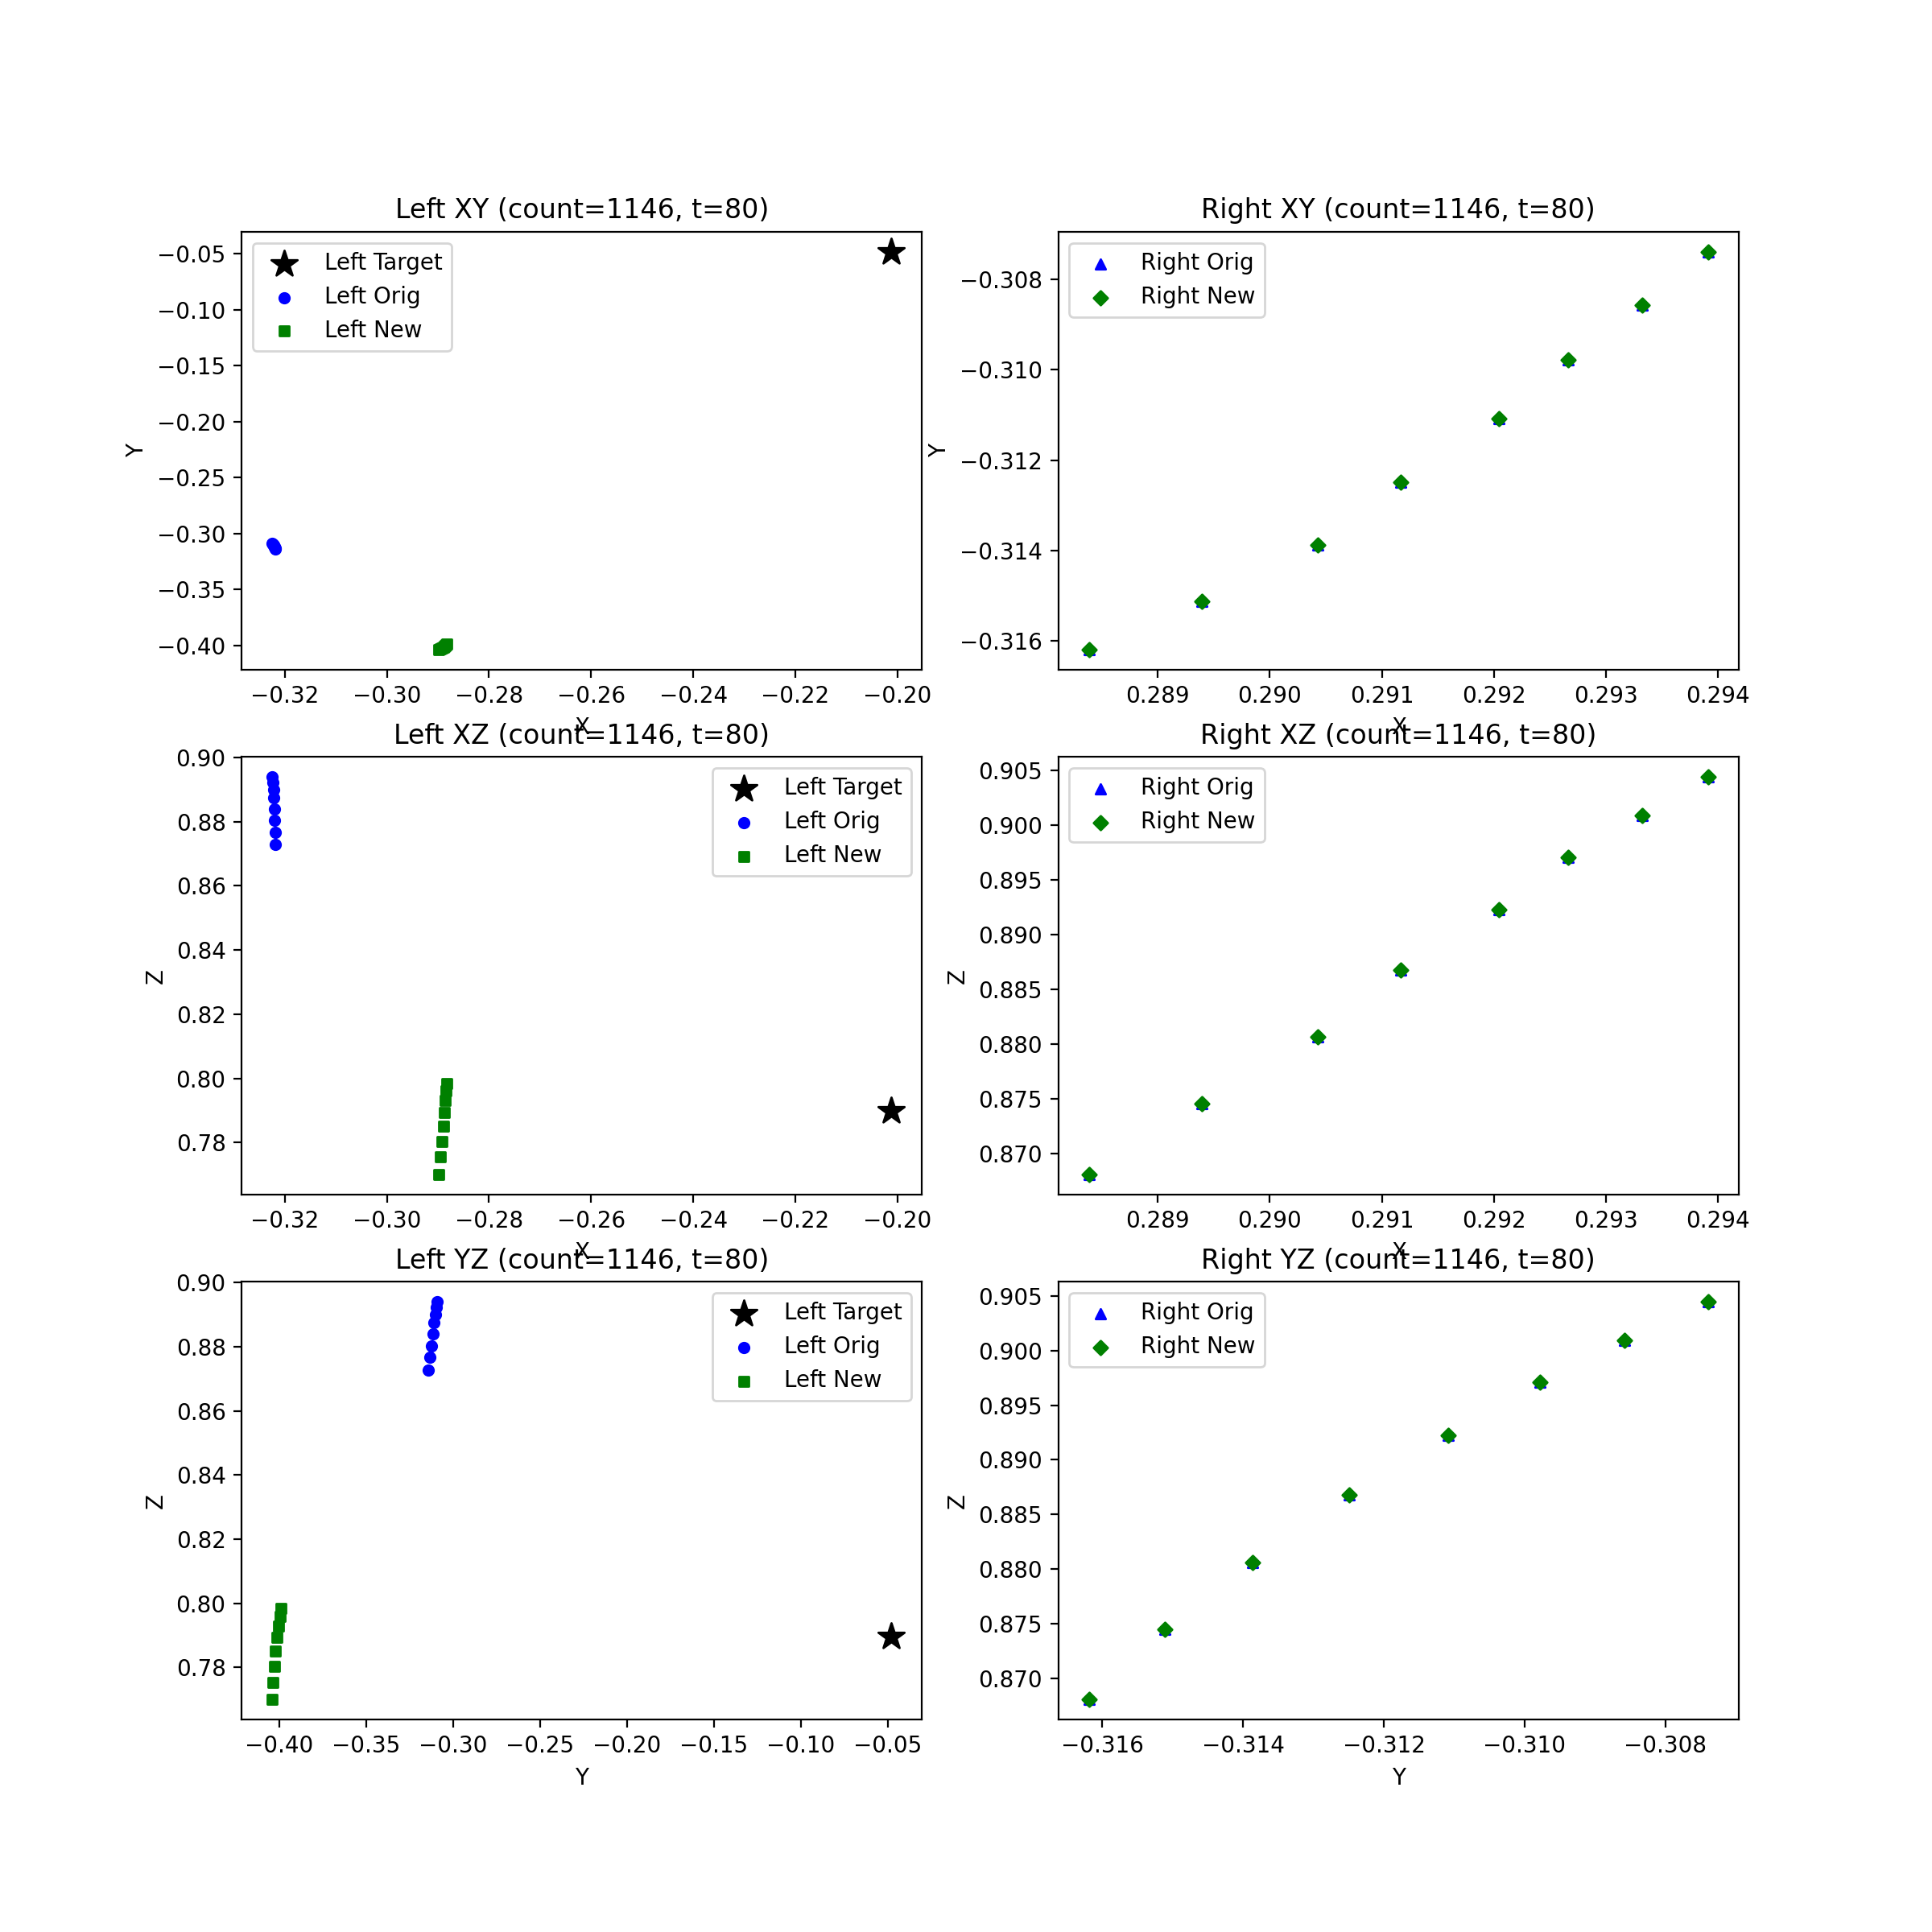 Left XY (count=1146, t=80)
Left Target
Left Orig
Left New
Y
−0.05
−0.10
−0.15
−0.20
−0.25
−0.30
−0.35
−0.40
−0.32 −0.30 −0.28 −0.26 −0.24 −0.22 −0.20
X
Right XY (count=1146, t=80)
Right Orig
Right New
Y
−0.308
−0.310
−0.312
−0.314
−0.316
0.289 0.290 0.291 0.292 0.293 0.294
X
Left XZ (count=1146, t=80)
Left Target
Left Orig
Left New
Z
0.90
0.88
0.86
0.84
0.82
0.80
0.78
−0.32 −0.30 −0.28 −0.26 −0.24 −0.22 −0.20
X
Right XZ (count=1146, t=80)
Right Orig
Right New
Z
0.905
0.900
0.895
0.890
0.885
0.880
0.875
0.870
0.289 0.290 0.291 0.292 0.293 0.294
X
Left YZ (count=1146, t=80)
Left Target
Left Orig
Left New
Z
0.90
0.88
0.86
0.84
0.82
0.80
0.78
−0.40 −0.35 −0.30 −0.25 −0.20 −0.15 −0.10 −0.05
Y
Right YZ (count=1146, t=80)
Right Orig
Right New
Z
0.905
0.900
0.895
0.890
0.885
0.880
0.875
0.870
−0.316 −0.314 −0.312 −0.310 −0.308
Y